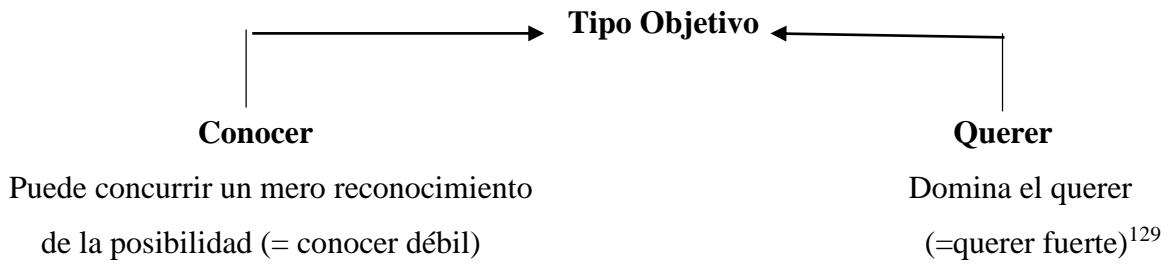 Tipo Objetivo
Conocer
Puede concurrir un mero reconocimiento
de la posibilidad (= conocer débil)
Querer
Domina el querer
(=querer fuerte)129